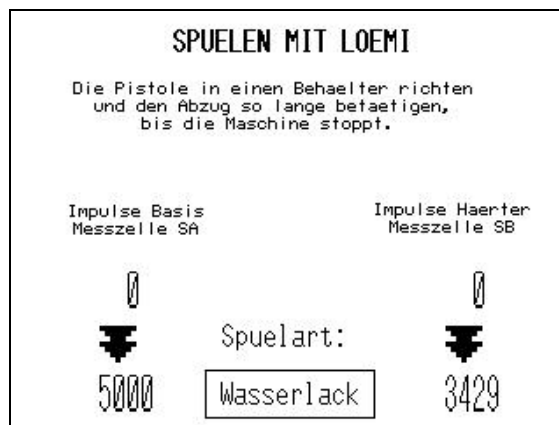 SPUELEN MIT LOEMI
Die Pistole in einen Behaelter richten
und den Abzug so lange betaetigen,
bis die Maschine stoppt.
Impulse Basis
Messzelle SA
Impulse Haerter
Messzelle SB
0
0
Spuelart:
5000
Wasserlack
3429